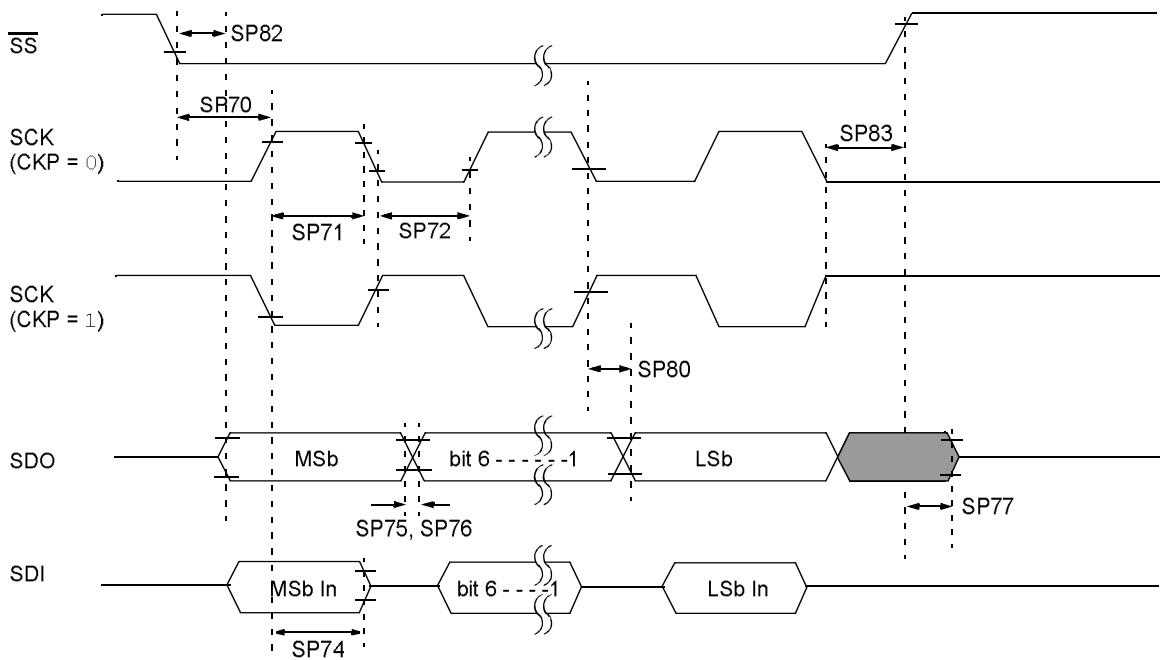 SS
SP82
SP70
SCK
(CKP = 0)
SP83
SP71
SP72
SCK
(CKP = 1)
SP80
SDO
MSb
bit 6 - - - - - -1
LSb
SP75, SP76
SP77
SDI
MSb In
bit 6 - - - -1
LSb In
SP74